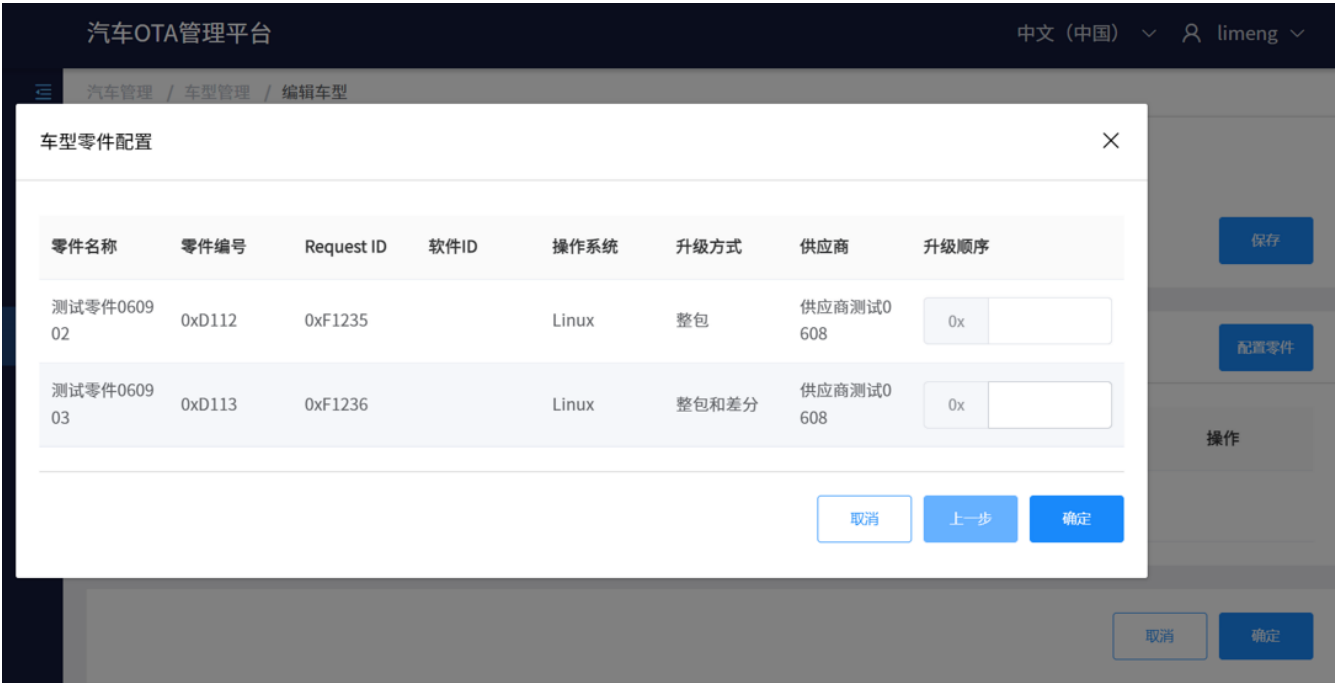 汽车OTA管理平台
中文（中国）
limeng
汽车管理 / 车型管理 / 编辑车型
车型零件配置
保存
零件名称 零件编号 Request ID 软件ID 操作系统 升级方式 供应商 升级顺序
测试零件0609
02
0xD112 0xF1235 Linux 整包
供应商测试0
608
0x
配置零件
测试零件0609
03
0xD113 0xF1236 Linux 整包和差分
供应商测试0
608
0x
操作
取消 上一步 确定
取消 确定